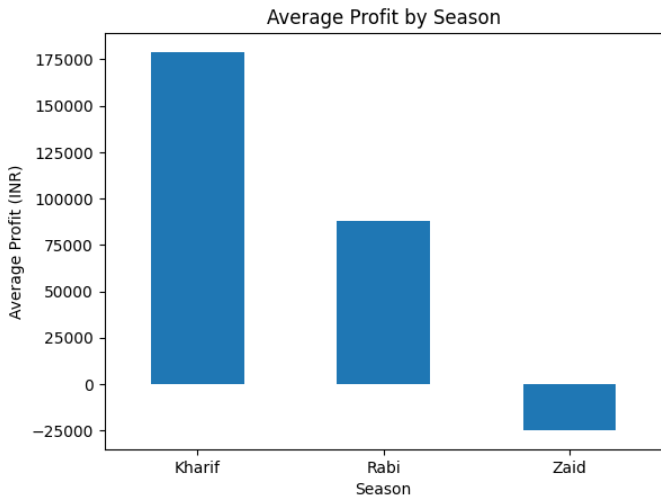 Average Profit by Season
Average Profit (INR)
175000
150000
125000
100000
75000
50000
25000
0
−25000
Kharif Rabi Zaid
Season